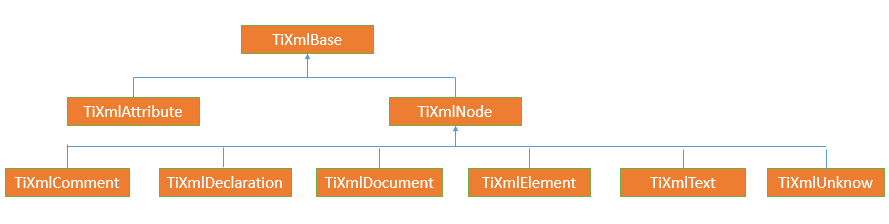 TiXmlBase
TiXmlAttribute
TiXmlNode
TiXmlComment
TiXmlDeclaration
TiXmlDocument
TiXmlElement
TiXmlText
TiXmlUnknow